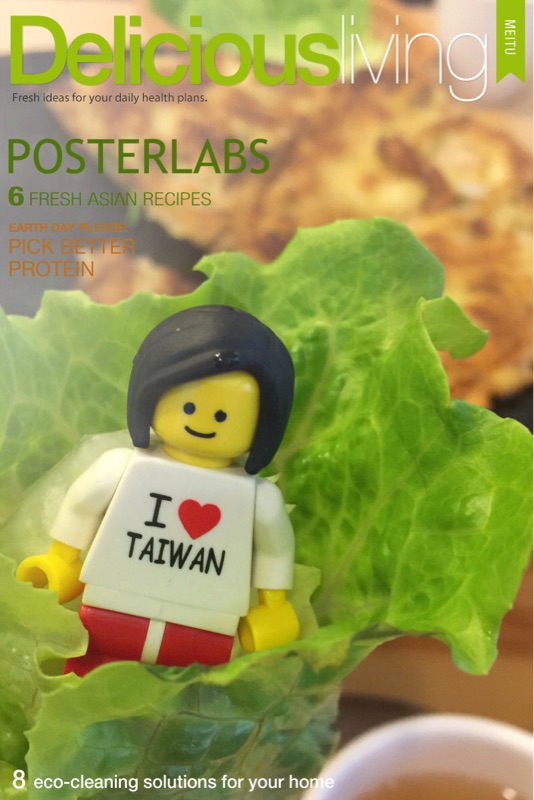 Deliciousliving
MEITU
Fresh ideas for your daily health plans.
POSTERLABS
6 FRESH ASIAN RECIPES
EARTH DAY
PICK BETTER
PROTEIN
I ❤
TAIWAN
8 eco-cleaning solutions for your home